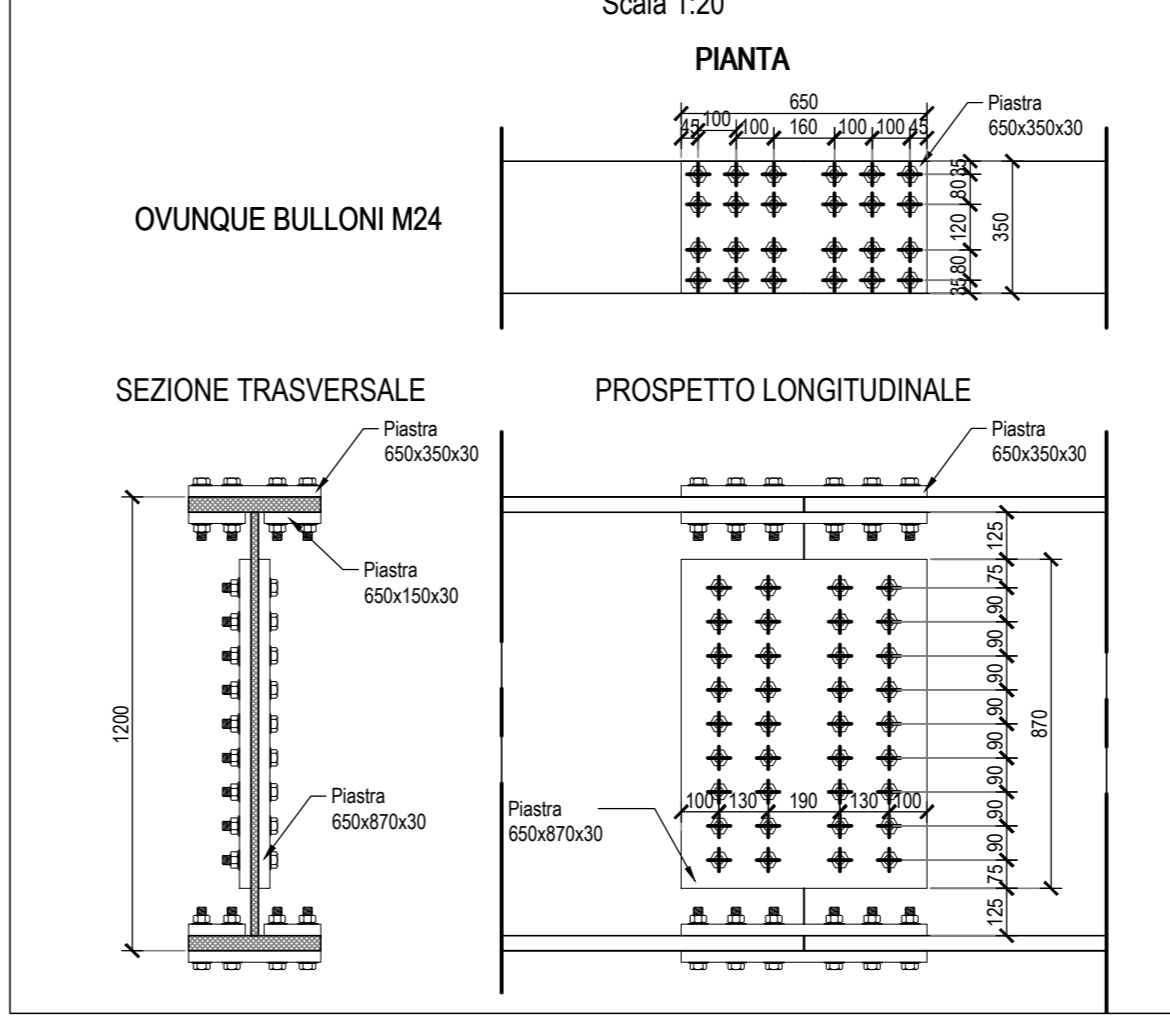 Scala 1:20
PIANTA
650
Piastra
650x350x30
45 100 100 160 100 100 45
35
80
120
80
35
350
OVUNQUE BULLONI M24
SEZIONE TRASVERSALE
PROSPETTO LONGITUDINALE
Piastra
650x350x30
Piastra
650x150x30
1200
Piastra
650x870x30
Piastra
650x350x30
125
75
90
90
90
90
90
90
90
90
75
125
870
100 130 190 130 100
Piastra
650x870x30